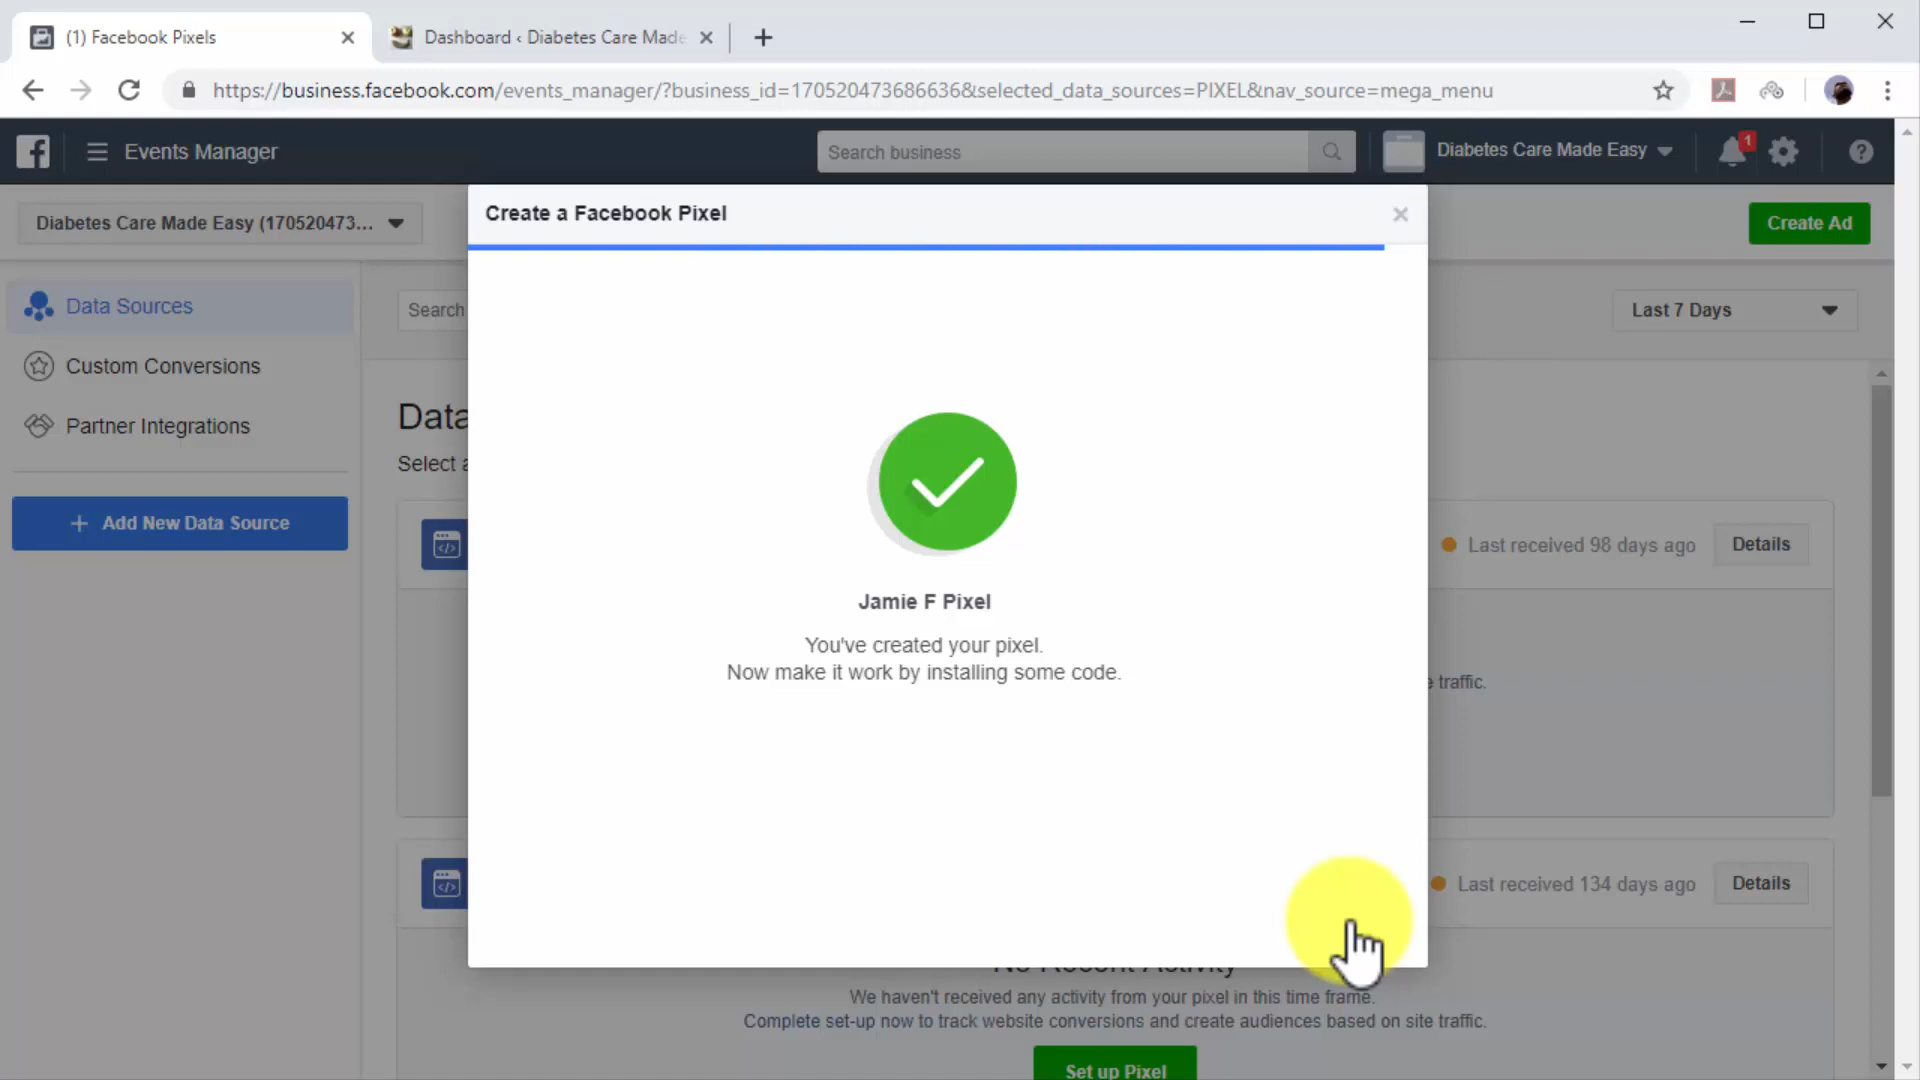 (1) Facebook Pixels
Dashboard ‹ Diabetes Care Made
https://business.facebook.com/events_manager/?business_id=170520473686636&selected_data_sources=PIXEL&nav_source=mega_menu
Events Manager
Search business
Diabetes Care Made Easy
1
Diabetes Care Made Easy (170520473...
Create a Facebook Pixel
Create Ad
Data Sources
Search
Last 7 Days
Custom Conversions
Partner Integrations
Data
Select a
Add New Data Source
Last received 98 days ago
Details
Jamie F Pixel
You've created your pixel.
Now make it work by installing some code.
e traffic.
Last received 134 days ago
Details
No Recent Activity
We haven't received any activity from your pixel in this time frame.
Complete set-up now to track website conversions and create audiences based on site traffic.
Set up Pixel